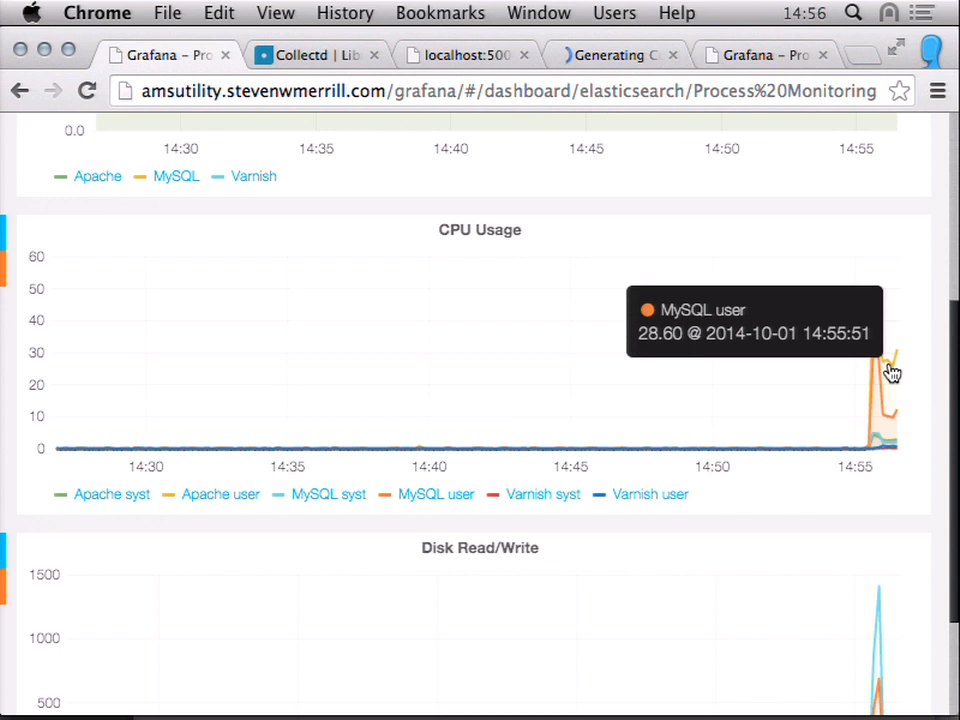 Chrome File Edit View History Bookmarks Window Users Help 14:56
Grafana - Pro Collectd | Lib localhost:500 Generating C Grafana - Pro
amsutility.stevenwmerrill.com/grafana/#/dashboard/elasticsearch/Process%20Monitoring
0.0
14:30 14:35 14:40 14:45 14:50 14:55
Apache MySQL Varnish
CPU Usage
60
50
40
30
20
10
0
MySQL user
28.60 @ 2014-10-01 14:55:51
14:30 14:35 14:40 14:45 14:50 14:55
Apache syst Apache user MySQL syst MySQL user Varnish syst Varnish user
Disk Read/Write
1500
1000
500